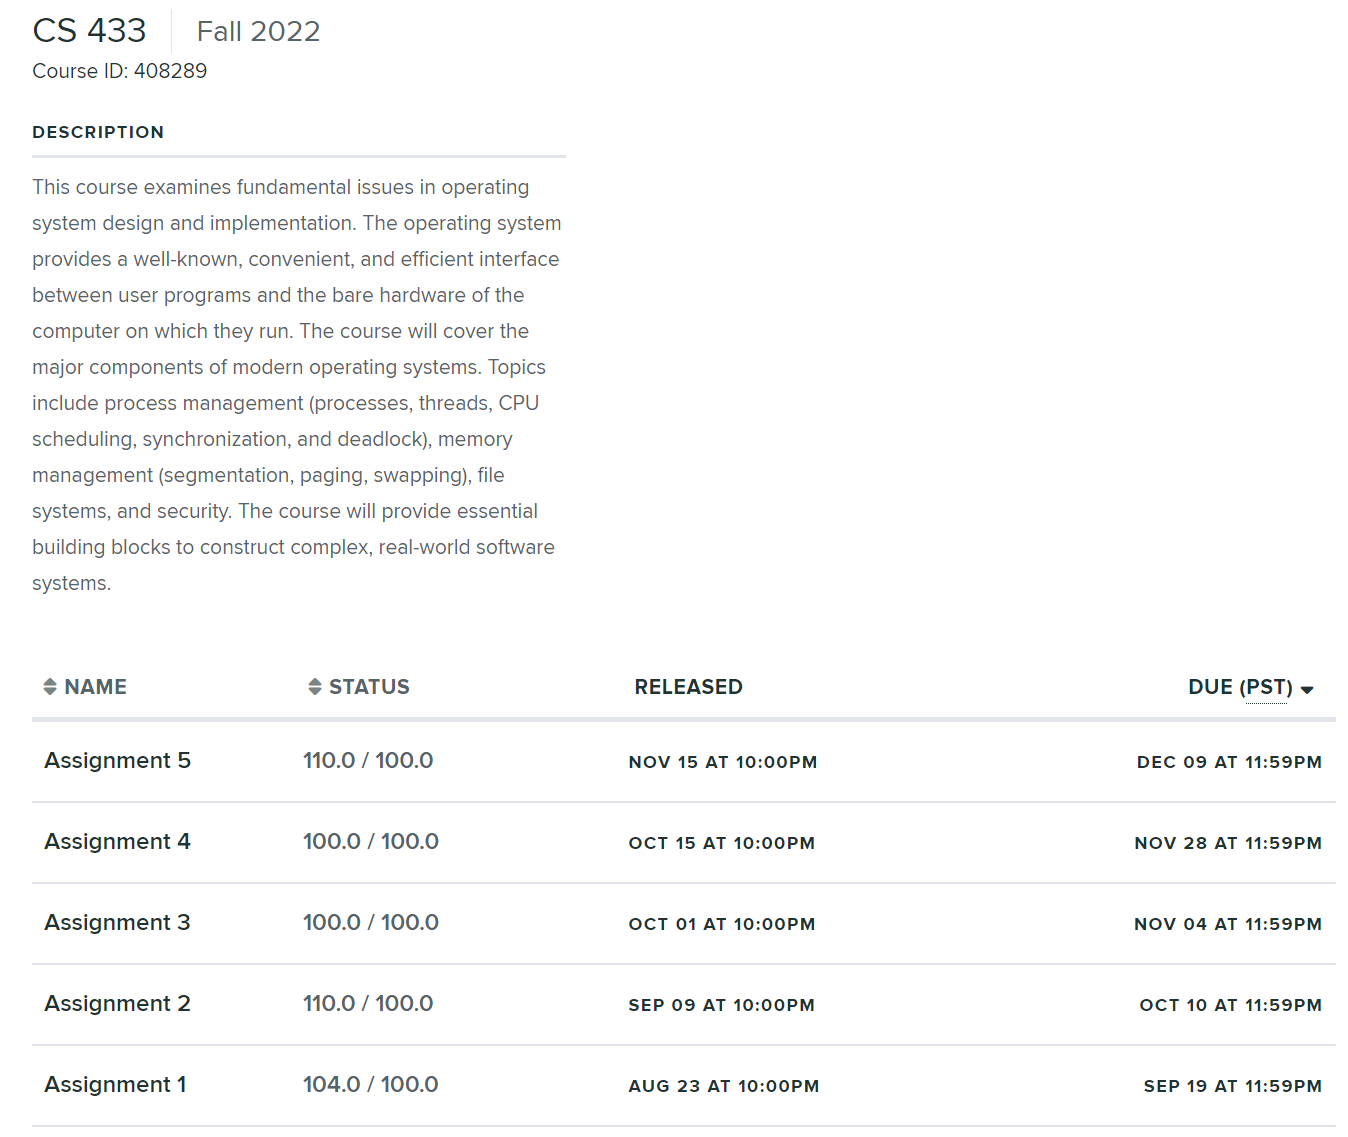 CS 433 Fall 2022
Course ID: 408289
DESCRIPTION
This course examines fundamental issues in operating
system design and implementation. The operating system
provides a well-known, convenient, and efficient interface
between user programs and the bare hardware of the
computer on which they run. The course will cover the
major components of modern operating systems. Topics
include process management (processes, threads, CPU
scheduling, synchronization, and deadlock), memory
management (segmentation, paging, swapping), file
systems, and security. The course will provide essential
building blocks to construct complex, real-world software
systems.
NAME STATUS RELEASED DUE (PST)
Assignment 5 110.0 / 100.0 NOV 15 AT 10:00PM DEC 09 AT 11:59PM
Assignment 4 100.0 / 100.0 OCT 15 AT 10:00PM NOV 28 AT 11:59PM
Assignment 3 100.0 / 100.0 OCT 01 AT 10:00PM NOV 04 AT 11:59PM
Assignment 2 110.0 / 100.0 SEP 09 AT 10:00PM OCT 10 AT 11:59PM
Assignment 1 104.0 / 100.0 AUG 23 AT 10:00PM SEP 19 AT 11:59PM